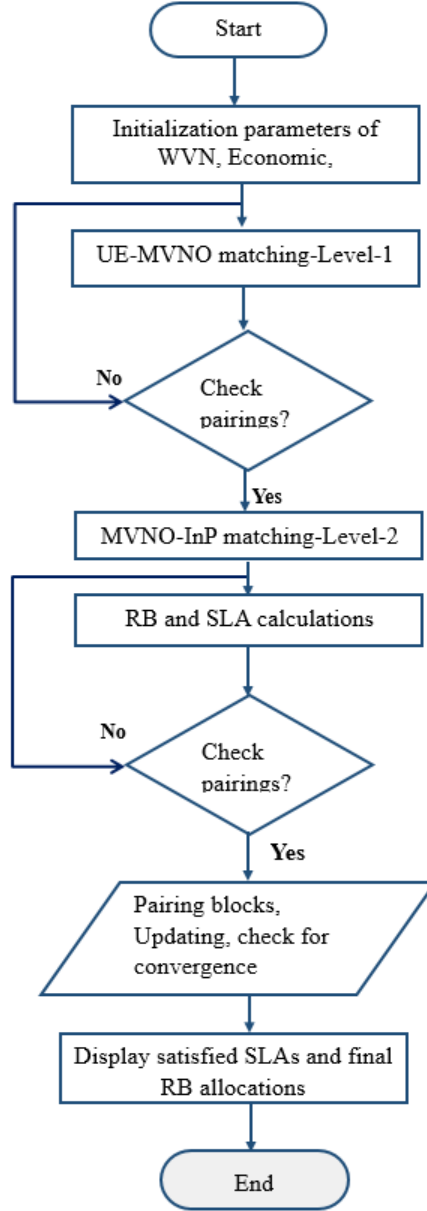 Start
Initialization parameters of
WVN, Economic,
UE-MVNO matching-Level-1
No
Check
pairings?
Yes
MVNO-InP matching-Level-2
RB and SLA calculations
No
Check
pairings?
Yes
Pairing blocks,
Updating, check for
convergence
Display satisfied SLAs and final
RB allocations
End